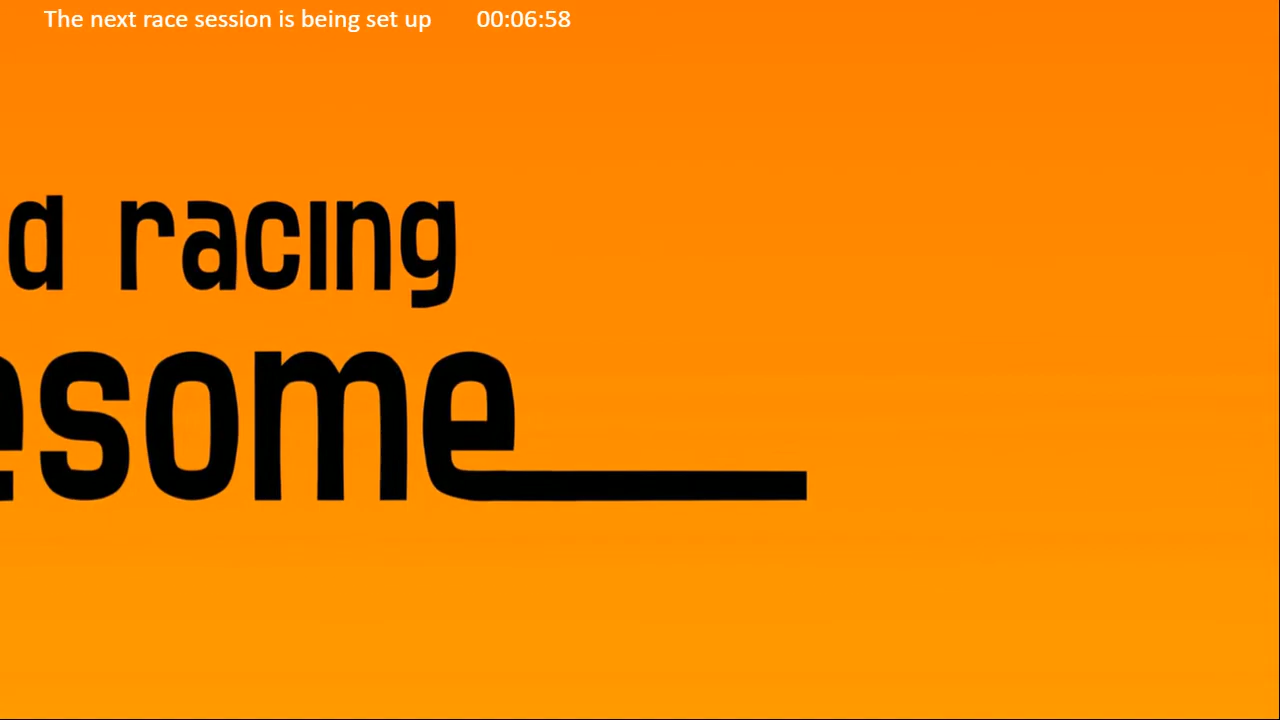 The next race session is being set up 00:06:58
d racing
esome